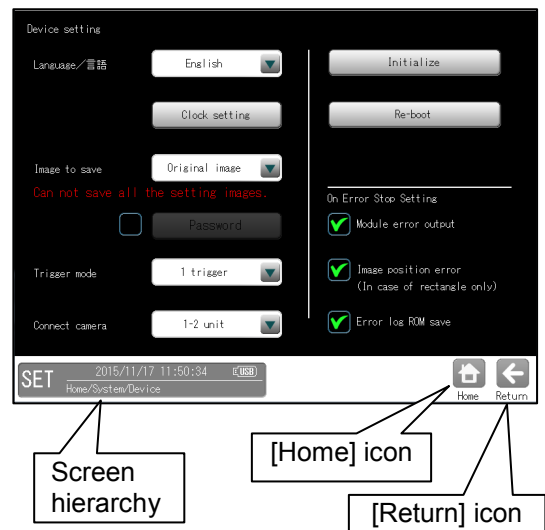 Device setting
Language／言語
English
Initialize
Clock setting
Re-boot
Image to save
Original image
Can not save all the setting images.
On Error Stop Setting
Password
Module error output
Trigger mode
1 trigger
Image position error
(In case of rectangle only)
Connect camera
1-2 unit
Error log ROM save
SET
2015/11/17 11:50:34
USB
Home/System/Device
Home
Return
Screen
hierarchy
[Home] icon
[Return] icon